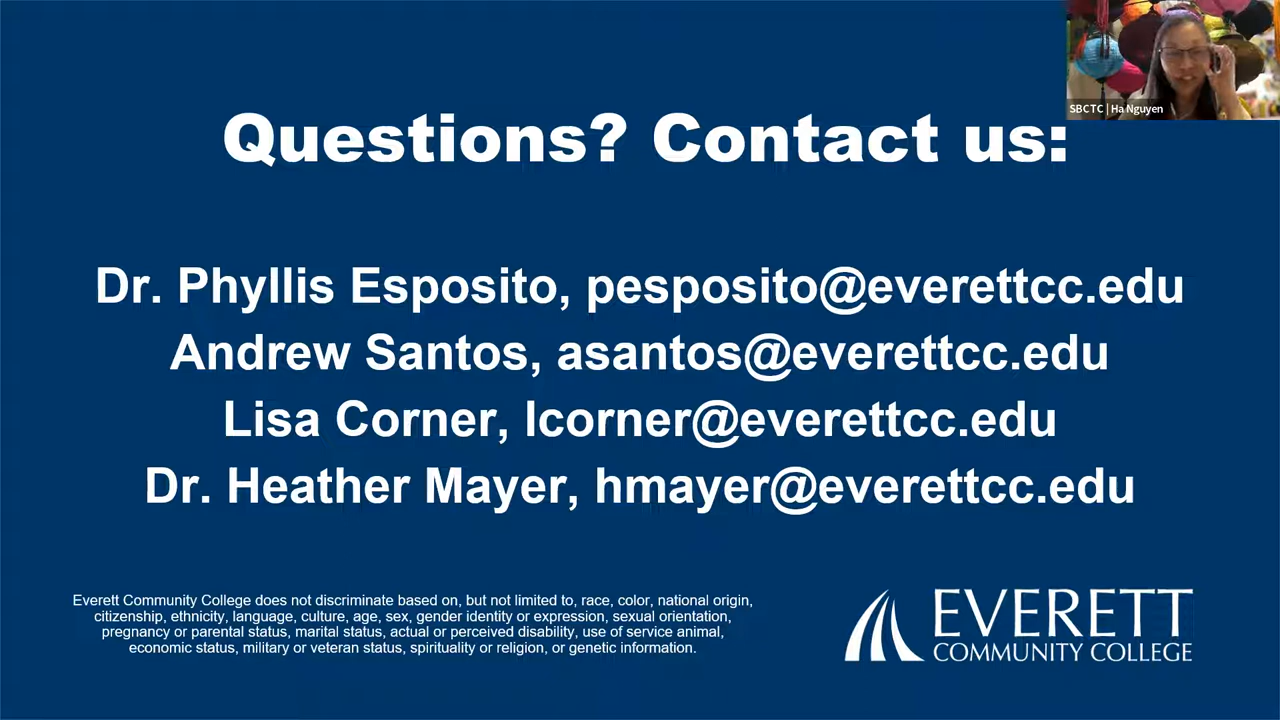 SBCTC | Ha Nguyen
Questions? Contact us:
Dr. Phyllis Esposito, pesposito@everettcc.edu
Andrew Santos, asantos@everettcc.edu
Lisa Corner, lcorner@everettcc.edu
Dr. Heather Mayer, hmayer@everettcc.edu
Everett Community College does not discriminate based on, but not limited to, race, color, national origin,
citizenship, ethnicity, language, culture, age, sex, gender identity or expression, sexual orientation,
pregnancy or parental status, marital status, actual or perceived disability, use of service animal,
economic status, military or veteran status, spirituality or religion, or genetic information.
EVERETT
COMMUNITY COLLEGE